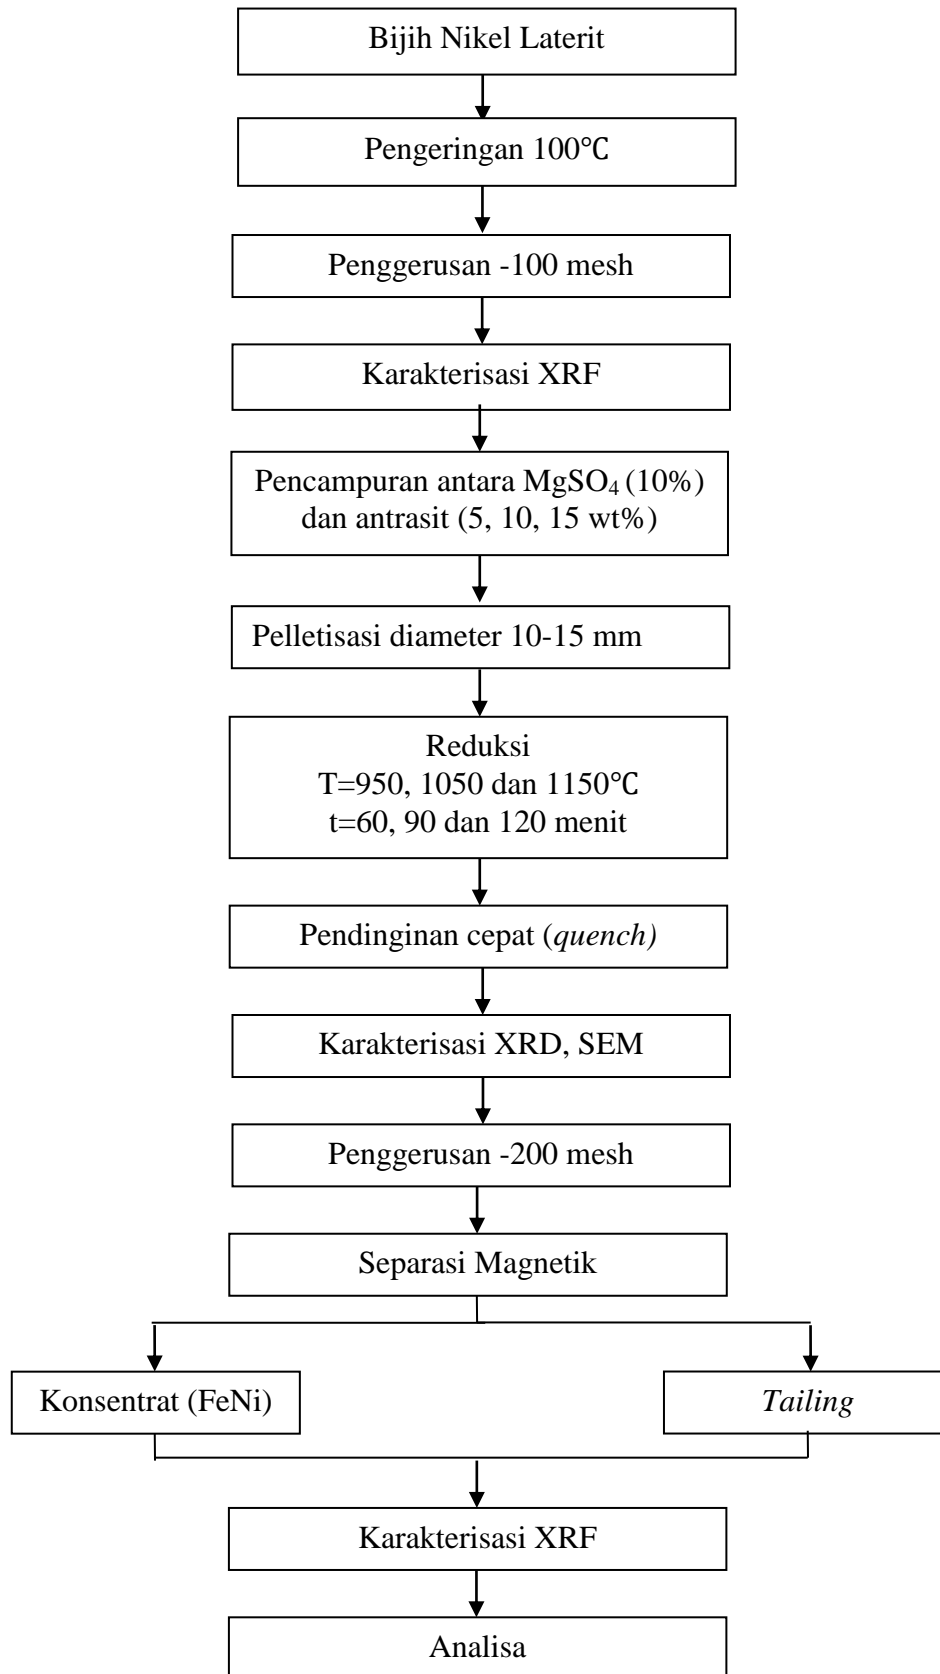 Bijih Nikel Laterit
Pengeringan 100℃
Penggerusan -100 mesh
Karakterisasi XRF
Pencampuran antara MgSO₄ (10%)
dan antrasit (5, 10, 15 wt%)
Pelletisasi diameter 10-15 mm
Reduksi
T=950, 1050 dan 1150℃
t=60, 90 dan 120 menit
Pendinginan cepat (quench)
Karakterisasi XRD, SEM
Penggerusan -200 mesh
Separasi Magnetik
Konsentrat (FeNi)
Tailing
Karakterisasi XRF
Analisa